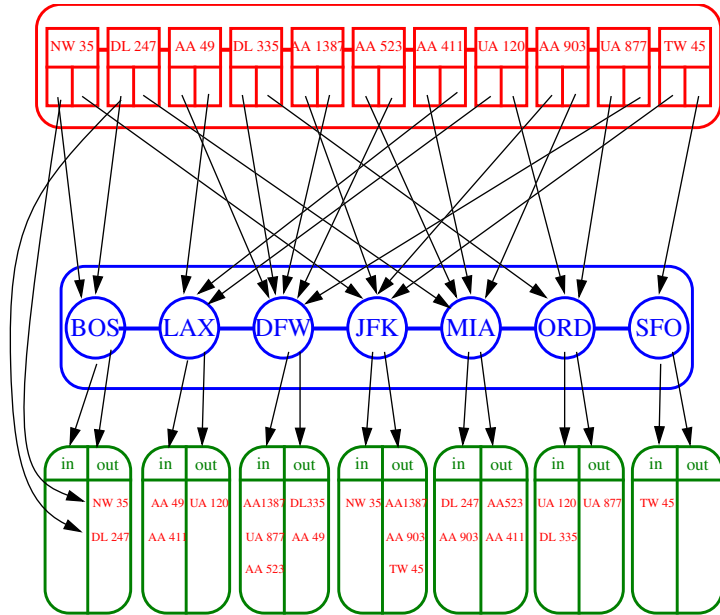 NW 35 DL 247 AA 49 DL 335 AA 1387 AA 523 AA 411 UA 120 AA 903 UA 877 TW 45
BOS LAX DFW JFK MIA ORD SFO
in out in out in out in out in out in out in out
NW 35 AA 49 UA 120 AA1387 DL335 NW 35 AA1387 DL 247 AA523 UA 120 UA 877 TW 45
DL 247 AA 411 UA 877 AA 49 AA 903 AA 903 AA 411 DL 335
AA 523 TW 45